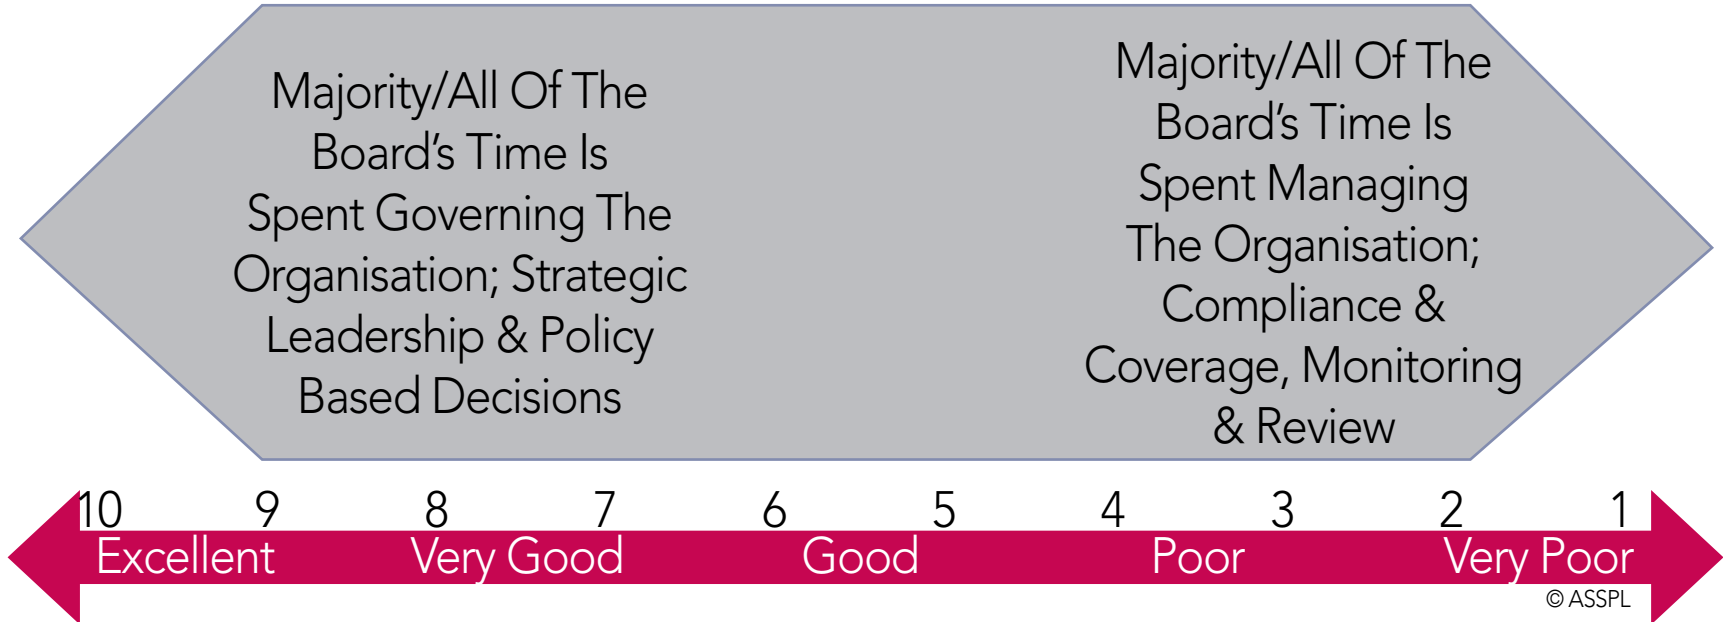 Majority/All Of The
Board's Time Is
Spent Governing The
Organisation; Strategic
Leadership & Policy
Based Decisions
Majority/All Of The
Board's Time Is
Spent Managing
The Organisation;
Compliance &
Coverage, Monitoring
& Review
10 9 8 7 6 5 4 3 2 1
Excellent Very Good Good Poor Very Poor
© ASSPL